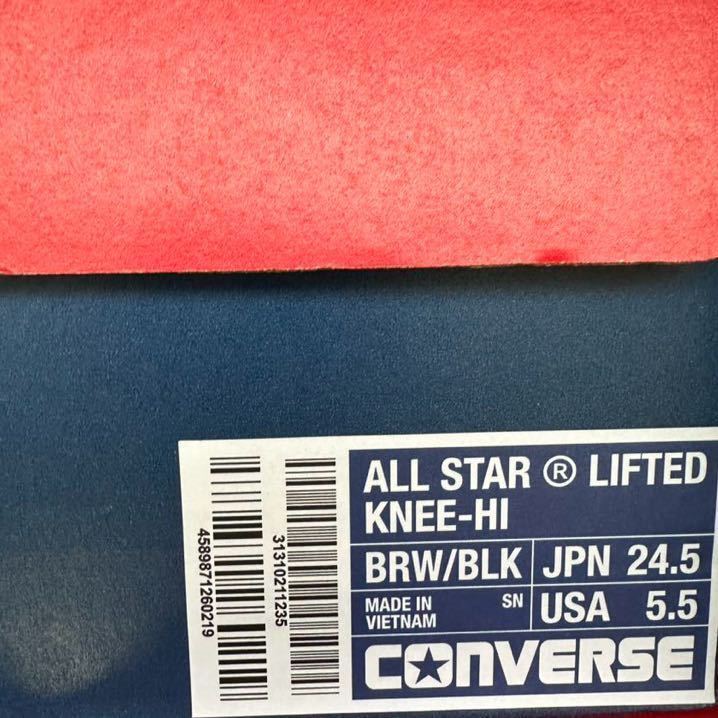 ALL STAR ® LIFTED
KNEE-HI
BRW/BLK JPN 24.5
MADE IN VIETNAM SN USA 5.5
CONVERSE
4589871260219
31310211235